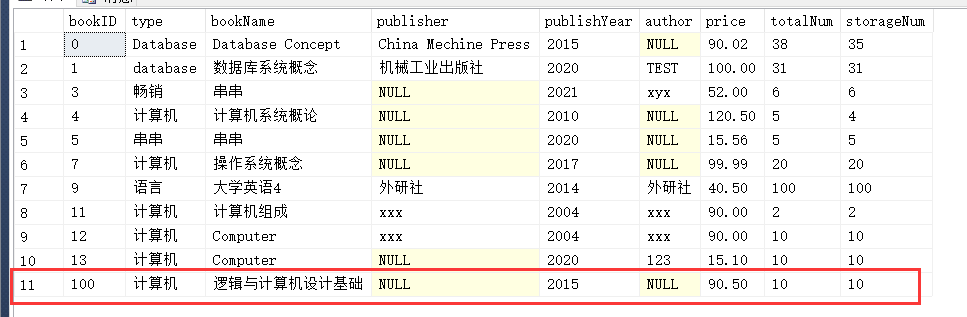 bookID type bookName publisher publishYear author price totalNum storageNum
1 0 Database Database Concept China Mechine Press 2015 NULL 90.02 38 35
2 1 database 数据库系统概念 机械工业出版社 2020 TEST 100.00 31 31
3 3 畅销 串串 NULL 2021 xyx 52.00 6 6
4 4 计算机 计算机系统概论 NULL 2010 NULL 120.50 5 4
5 5 串串 串串 NULL 2020 NULL 15.56 5 5
6 7 计算机 操作系统概念 NULL 2017 NULL 99.99 20 20
7 9 语言 大学英语4 外研社 2014 外研社 40.50 100 100
8 11 计算机 计算机组成 xxx 2004 xxx 90.00 2 2
9 12 计算机 Computer xxx 2004 xxx 90.00 10 10
10 13 计算机 Computer NULL 2020 123 15.10 10 10
11 100 计算机 逻辑与计算机设计基础 NULL 2015 NULL 90.50 10 10